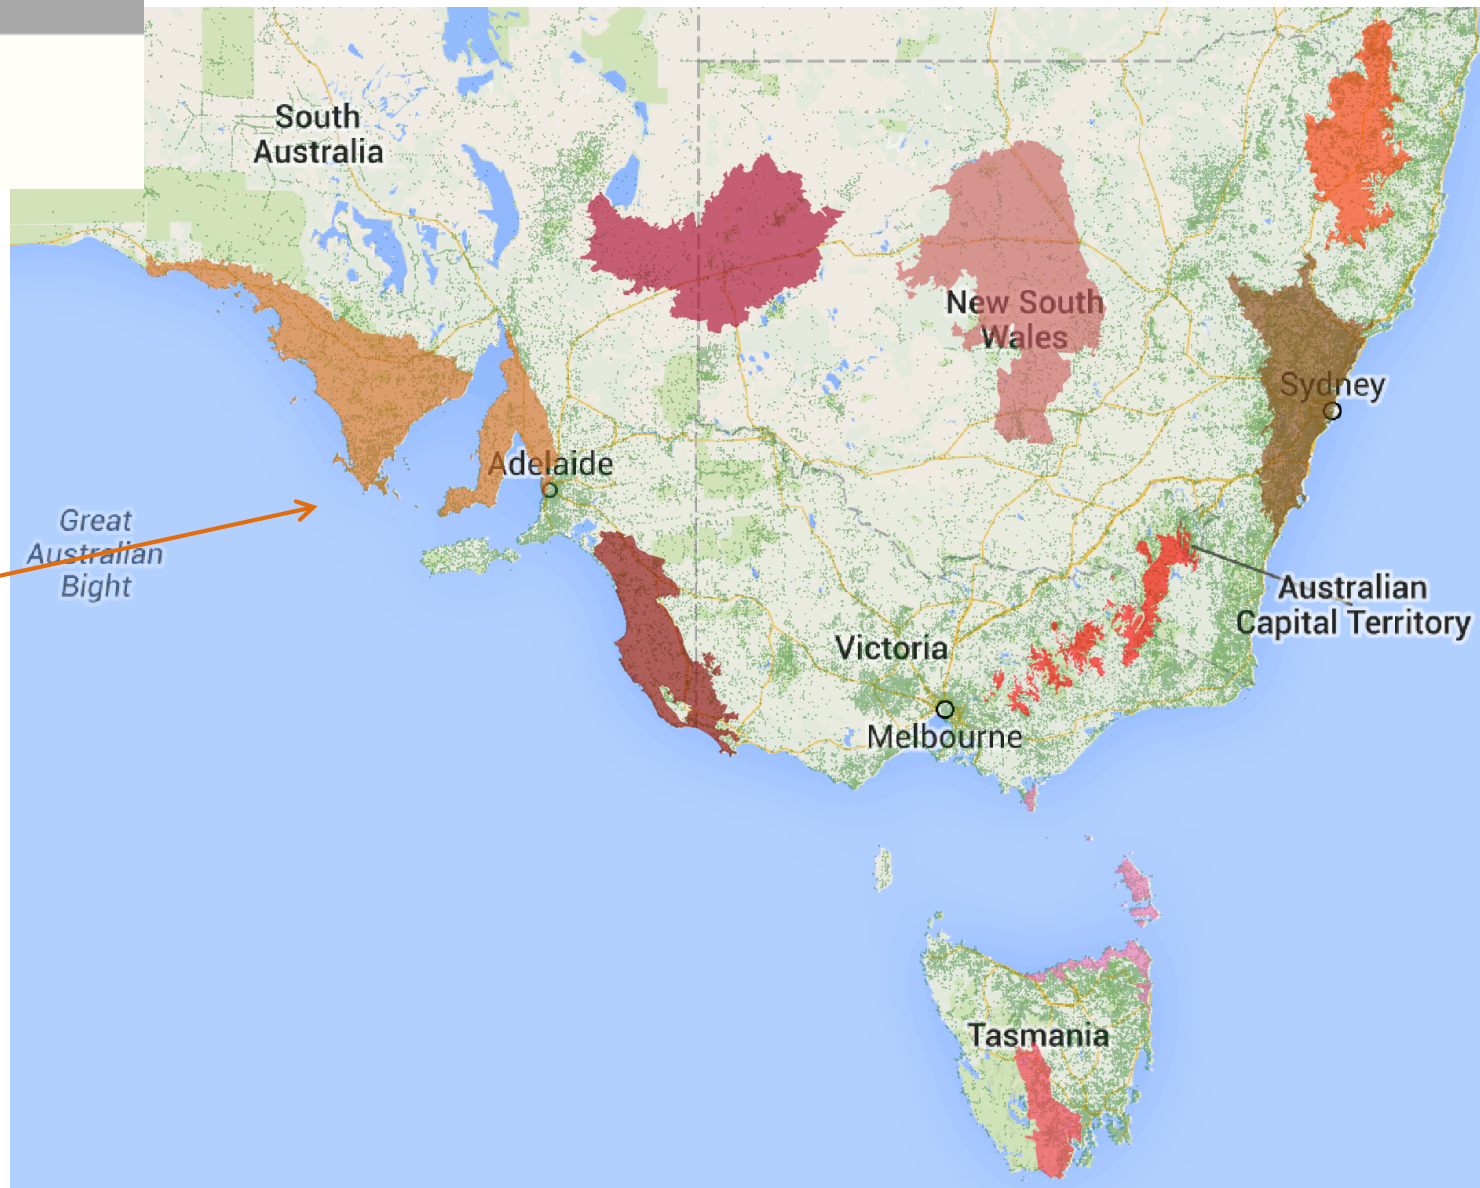 South
Australia
New South
Wales
Sydney
Adelaide
Great
Australian
Bight
Australian
Capital Territory
Victoria
Melbourne
Tasmania